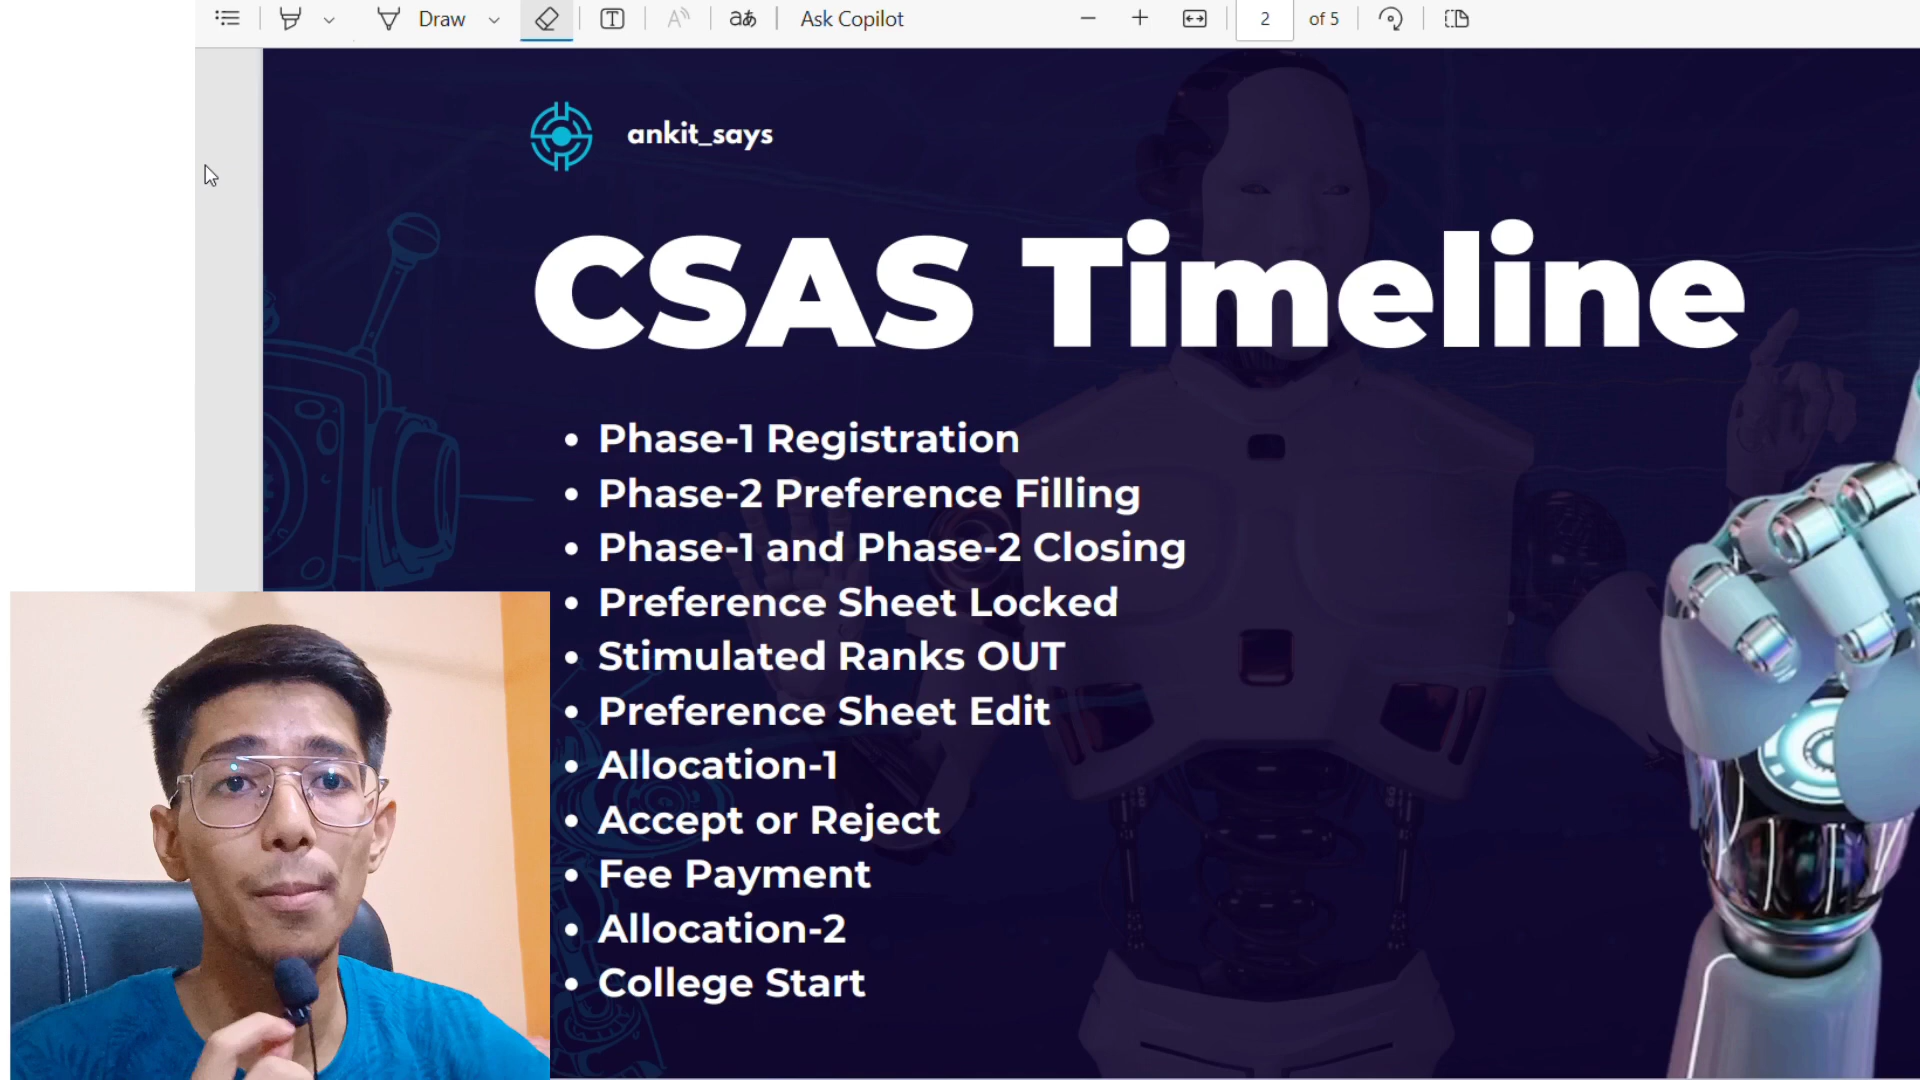 Draw
Ask Copilot
2
of 5
aあ
ankit_says
CSAS Timeline
• Phase-1 Registration
• Phase-2 Preference Filling
• Phase-1 and Phase-2 Closing
• Preference Sheet Locked
• Stimulated Ranks OUT
• Preference Sheet Edit
• Allocation-1
• Accept or Reject
• Fee Payment
• Allocation-2
• College Start